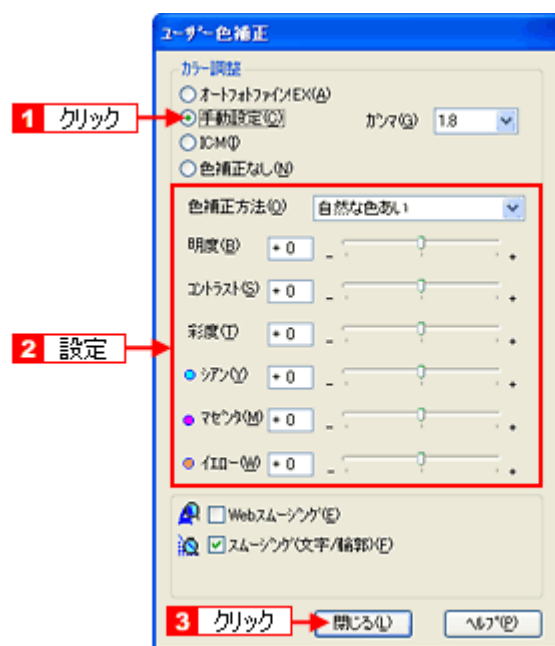 ユーザー色補正
カラー調整
オートフォトファイン!EX(A)
1 クリック
手動設定(C)
ガンマ(G) 1.8
ICM(I)
色補正なし(N)
色補正方法(O) 自然な色あい
明度(B) +0 - +
コントラスト(S) +0 - +
彩度(T) +0 - +
2 設定
シアン(Y) +0 - +
マゼンタ(M) +0 - +
イエロー(W) +0 - +
Webスムージング(E)
スムージング(文字/輪郭)(F)
3 クリック
閉じる(L)
ヘルプ(P)